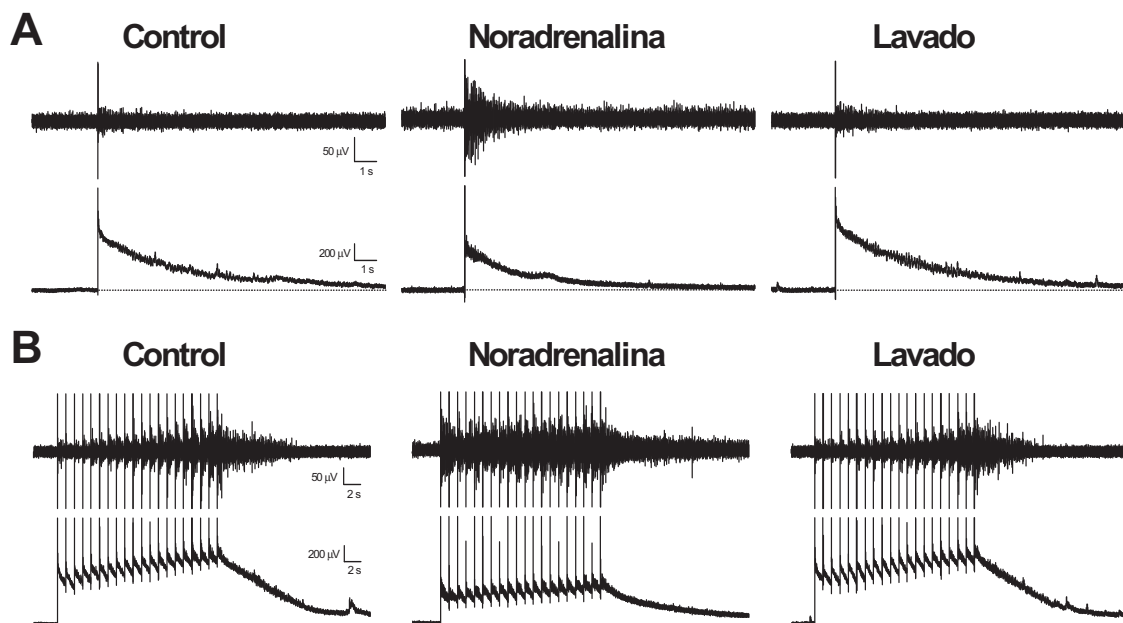 A
Control
Noradrenalina
Lavado
50 µV
1 s
200 µV
1 s
B
Control
Noradrenalina
Lavado
50 µV
2 s
200 µV
2 s